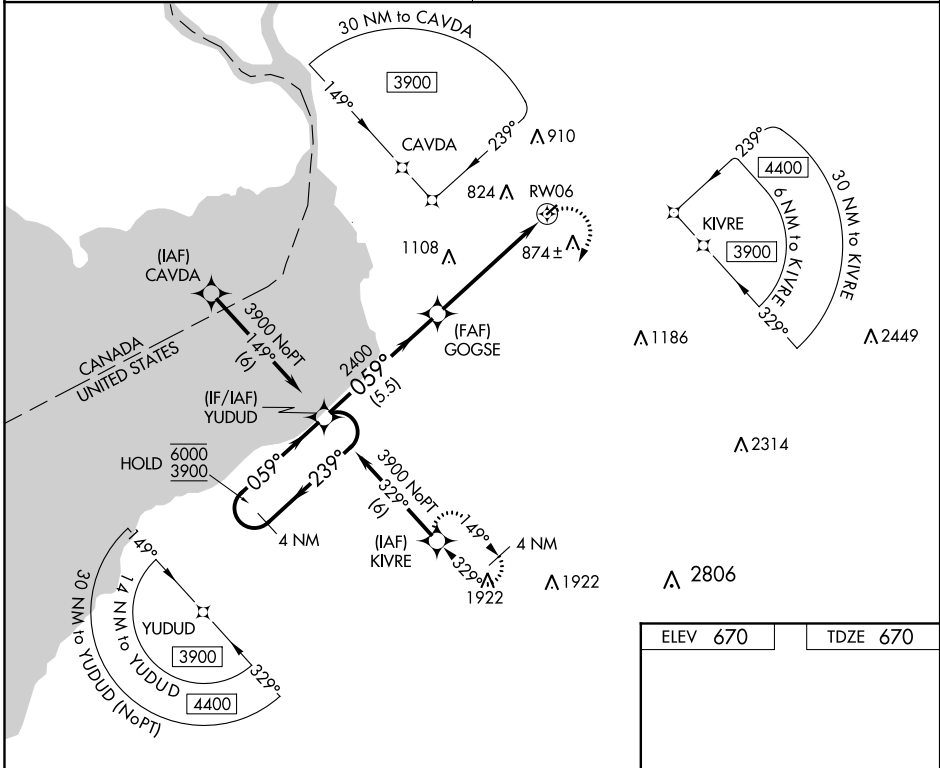 30 NM to CAVDA
3900
149°
239°
CAVDA
910
824
RW06
1108
874±
239°
4400
6 NM to KIVRE
30 NM to KIVRE
KIVRE
3900
329°
(IAF)
CAVDA
3900 NoPT
149°
(6)
(FAF)
GOGSE
1186
2449
CANADA
UNITED STATES
2400
059°
(5.5)
(IF/IAF)
YUDUD
2314
HOLD
6000
3900
059°
239°
3900 NoPT
329°
(6)
4 NM
(IAF)
KIVRE
149°
329°
4 NM
1922
1922
2806
149°
30 NM to YUDUD (NoPT)
14 NM to YUDUD
YUDUD
3900
329°
4400
ELEV 670
TDZE 670